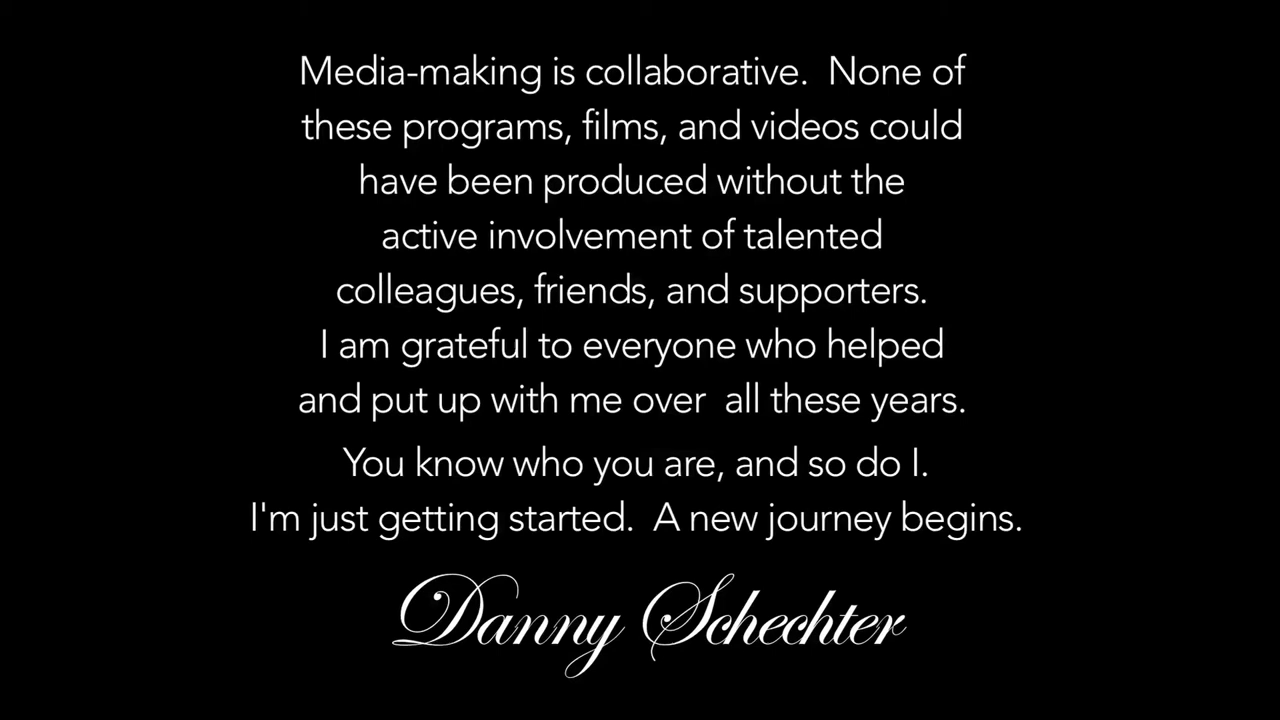 Media-making is collaborative.  None of
these programs, films, and videos could
have been produced without the
active involvement of talented
colleagues, friends, and supporters.
I am grateful to everyone who helped
and put up with me over  all these years.
You know who you are, and so do I.
I'm just getting started.  A new journey begins.
Danny Schechter